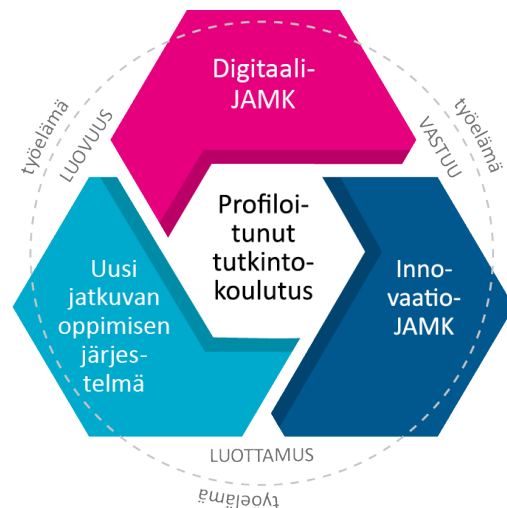 Digitaali-
JAMK
työelämä
LUOVUUS
työelämä
VASTUU
Profiloi-
tunut
tutkinto-
koulutus
Uusi
jatkuvan
oppimisen
järjes-
telmä
Inno-
vaatio-
JAMK
LUOTTAMUS
työelämä